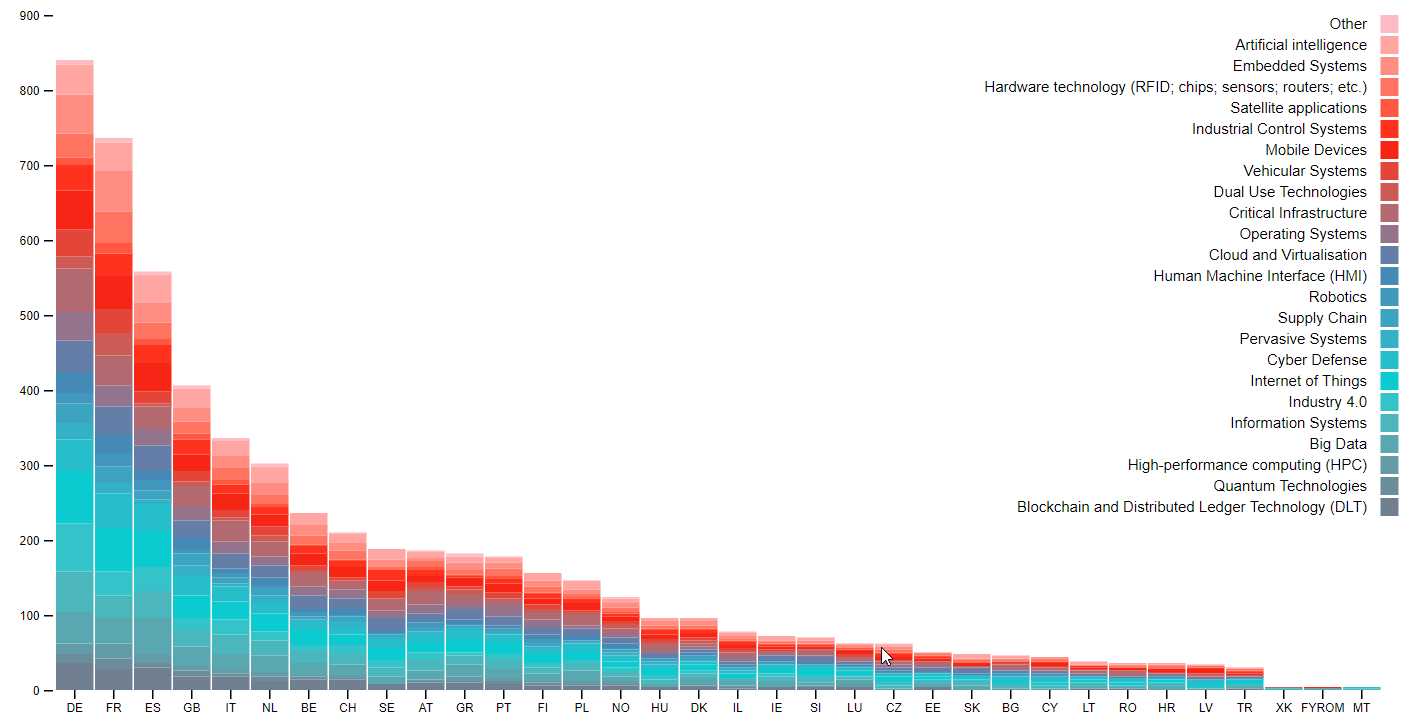 900
800
700
600
500
400
300
200
100
0
Other
Artificial intelligence
Embedded Systems
Hardware technology (RFID; chips; sensors; routers; etc.)
Satellite applications
Industrial Control Systems
Mobile Devices
Vehicular Systems
Dual Use Technologies
Critical Infrastructure
Operating Systems
Cloud and Virtualisation
Human Machine Interface (HMI)
Robotics
Supply Chain
Pervasive Systems
Cyber Defense
Internet of Things
Industry 4.0
Information Systems
Big Data
High-performance computing (HPC)
Quantum Technologies
Blockchain and Distributed Ledger Technology (DLT)
DE FR ES GB IT NL BE CH SE AT GR PT FI PL NO HU DK IL IE SI LU CZ EE SK BG CY LT RO HR LV TR XK FYROM MT